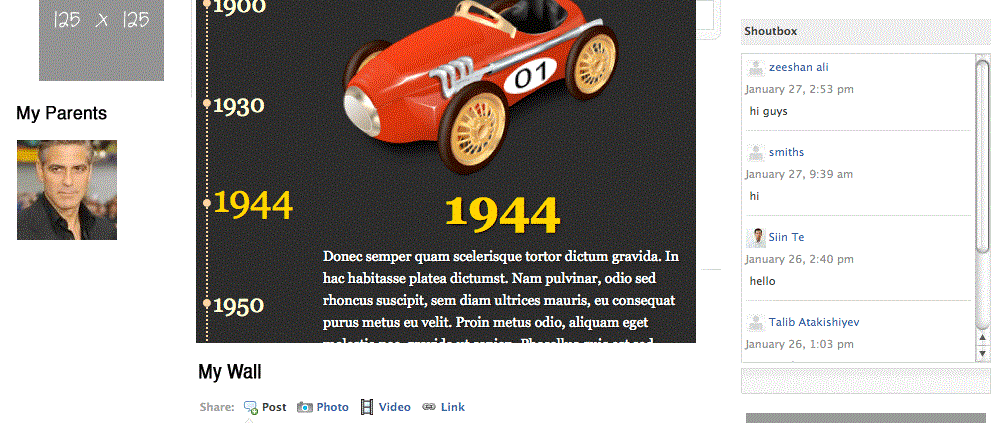 125 x 125
My Parents
1900
1930
1944
1950
01
1944
Donec semper quam scelerisque tortor dictum gravida. In
hac habitasse platea dictumst. Nam pulvinar, odio sed
rhoncus suscipit, sem diam ultrices mauris, eu consequat
purus metus eu velit. Proin metus odio, aliquam eget
My Wall
Share: Post Photo Video Link
Shoutbox
zeeshan ali
January 27, 2:53 pm
hi guys
smiths
January 27, 9:39 am
hi
Siin Te
January 26, 2:40 pm
hello
Talib Atakishiyev
January 26, 1:03 pm